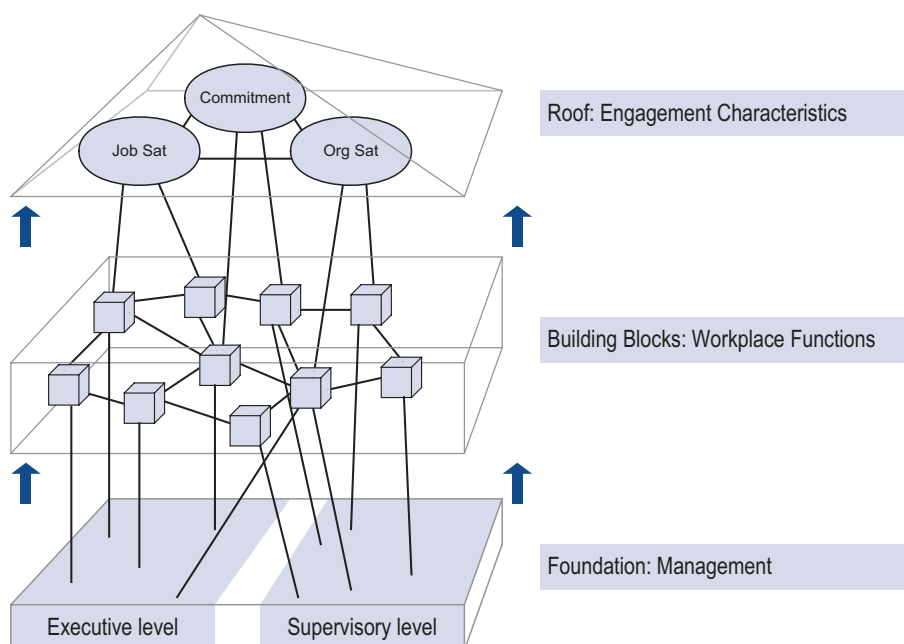 Commitment
Roof: Engagement Characteristics
Job Sat
Org Sat
Building Blocks: Workplace Functions
Foundation: Management
Executive level
Supervisory level